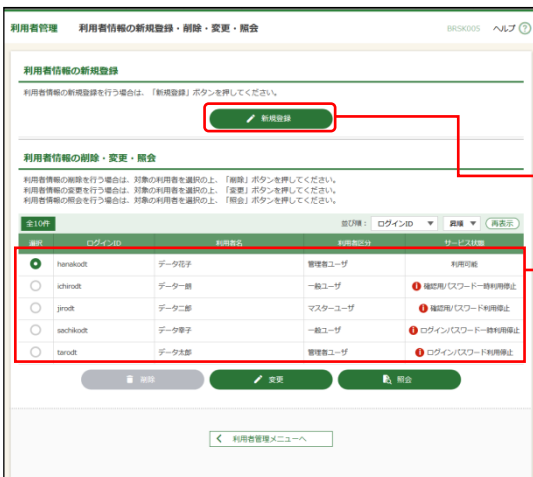 利用者管理 利用者情報の新規登録・削除・変更・照会 BRSK005 ヘルプ ?
利用者情報の新規登録
利用者情報の新規登録を行う場合は、「新規登録」ボタンを押してください。
新規登録
利用者情報の削除・変更・照会
利用者情報の削除を行う場合は、対象の利用者を選択の上、「削除」ボタンを押してください。
利用者情報の変更を行う場合は、対象の利用者を選択の上、「変更」ボタンを押してください。
利用者情報の照会を行う場合は、対象の利用者を選択の上、「照会」ボタンを押してください。
全10件 並び順： ログインID ▼ 昇順 ▼ 再表示
選択 ログインID 利用者名 利用者区分 サービス状態
hanakodt データ花子 管理者ユーザ 利用可能
ichirodt データ一朗 一般ユーザ 確認用パスワード一時利用停止
jirodt データ二郎 マスターユーザ 確認用パスワード利用停止
sachikodt データ幸子 一般ユーザ ログインパスワード一時利用停止
tarodt データ太郎 管理者ユーザ ログインパスワード利用停止
削除 変更 照会
利用者管理メニューへ